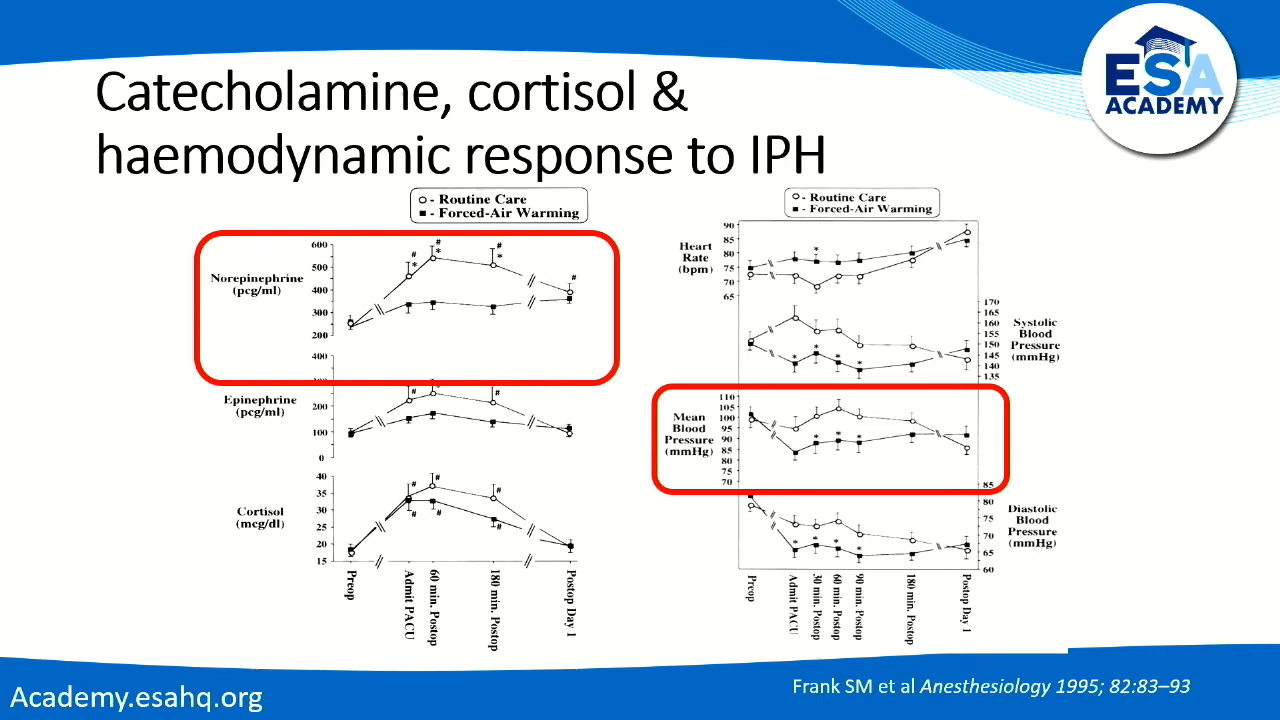 Catecholamine, cortisol &
haemodynamic response to IPH
ESA
ACADEMY
- Routine Care
- Forced-Air Warming
Norepinephrine
(pcg/ml)
600
500
400
300
200
# * # * # * #
Epinephrine
(pcg/ml)
400
200
100
0
# #
Cortisol
(mcg/dl)
40
35
30
25
20
15
# # #
# # #
Preop
Admit PACU
60 min. Postop
180 min. Postop
Postop Day 1
- Routine Care
- Forced-Air Warming
Heart
Rate
(bpm)
90
85
80
75
70
65
*
Systolic
Blood
Pressure
(mmHg)
170
165
160
155
150
145
140
135
* * * *
Mean
Blood
Pressure
(mmHg)
110
105
100
95
90
85
80
75
70
* * *
Diastolic
Blood
Pressure
(mmHg)
85
80
75
70
65
60
* * * *
Preop
Admit PACU
30 min. Postop
60 min. Postop
90 min. Postop
180 min. Postop
Postop Day 1
Academy.esahq.org
Frank SM et al Anesthesiology 1995; 82:83–93